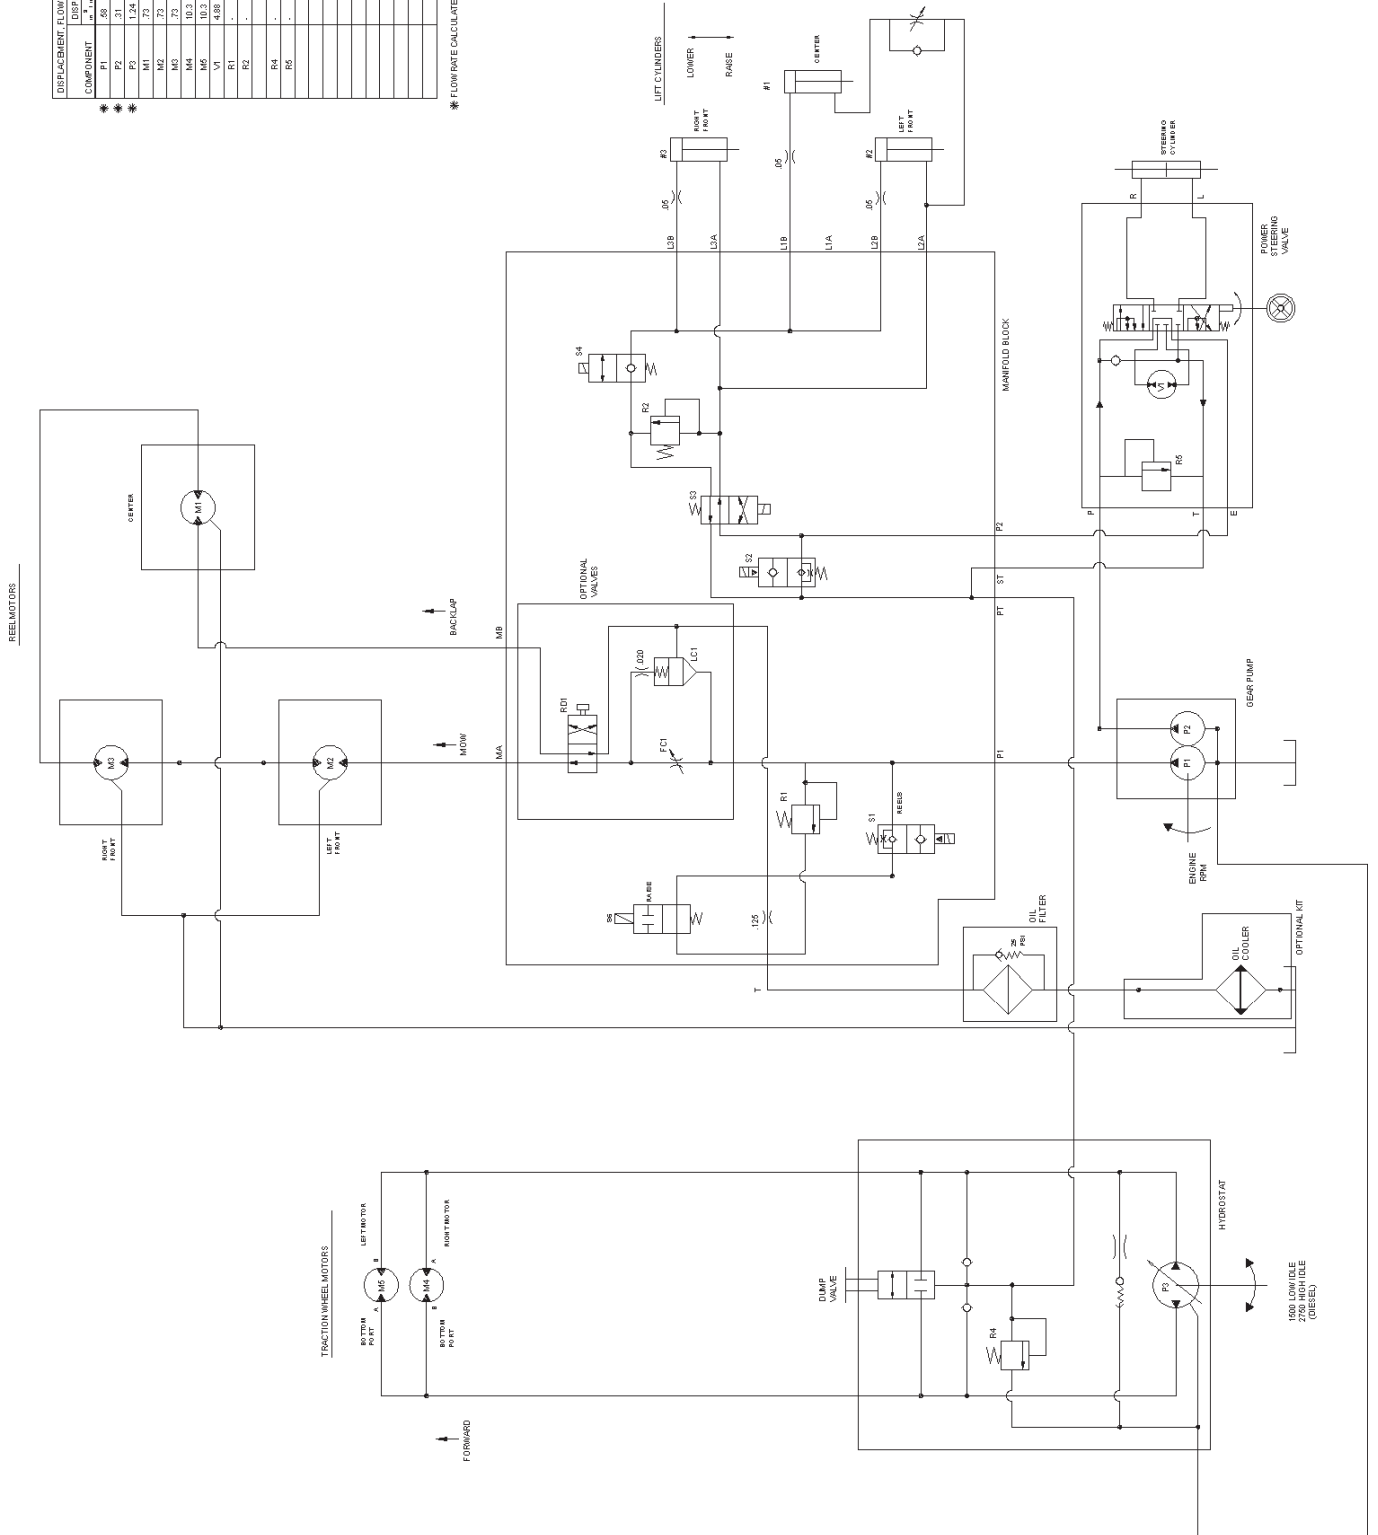 DISPLACEMENT, FLOW
COMPONENT
DISP
P1 .58
P2 .31
P3 1.24
M1 .73
M2 .73
M3 .73
M4 10.3
M5 10.3
V1 4.88
R1 -
R2 -
R4 -
R5 -
FLOW RATE CALCULATE
LIFT CYLINDERS
LOWER
RAISE
#1
CENTER
#3
RIGHT
FRONT
#2
LEFT
FRONT
.05
.05
.05
L3B
L3A
L1B
L1A
L2B
L2A
STEERING
CYLINDER
R
L
POWER
STEERING
VALVE
V1
R5
P
T
E
MANIFOLD BLOCK
S4
R2
S3
S2
P2
ST
PT
REEL MOTORS
CENTER
M1
M3
M2
RIGHT
FRONT
LEFT
FRONT
BACKLAP
MOW
MB
MA
OPTIONAL
VALVES
RD1
.020
LC1
FC1
P1
R1
S1
REELS
S6
RAISE
.125
T
GEAR PUMP
P2
P1
ENGINE
RPM
OIL
FILTER
25
PSI
OIL
COOLER
OPTIONAL KIT
TRACTION WHEEL MOTORS
LEFT MOTOR
RIGHT MOTOR
M5
M4
A
B
B
A
BOTTOM
PORT
BOTTOM
PORT
FORWARD
DUMP
VALVE
R4
P3
HYDROSTAT
1500 LOW IDLE
2750 HIGH IDLE
(DIESEL)